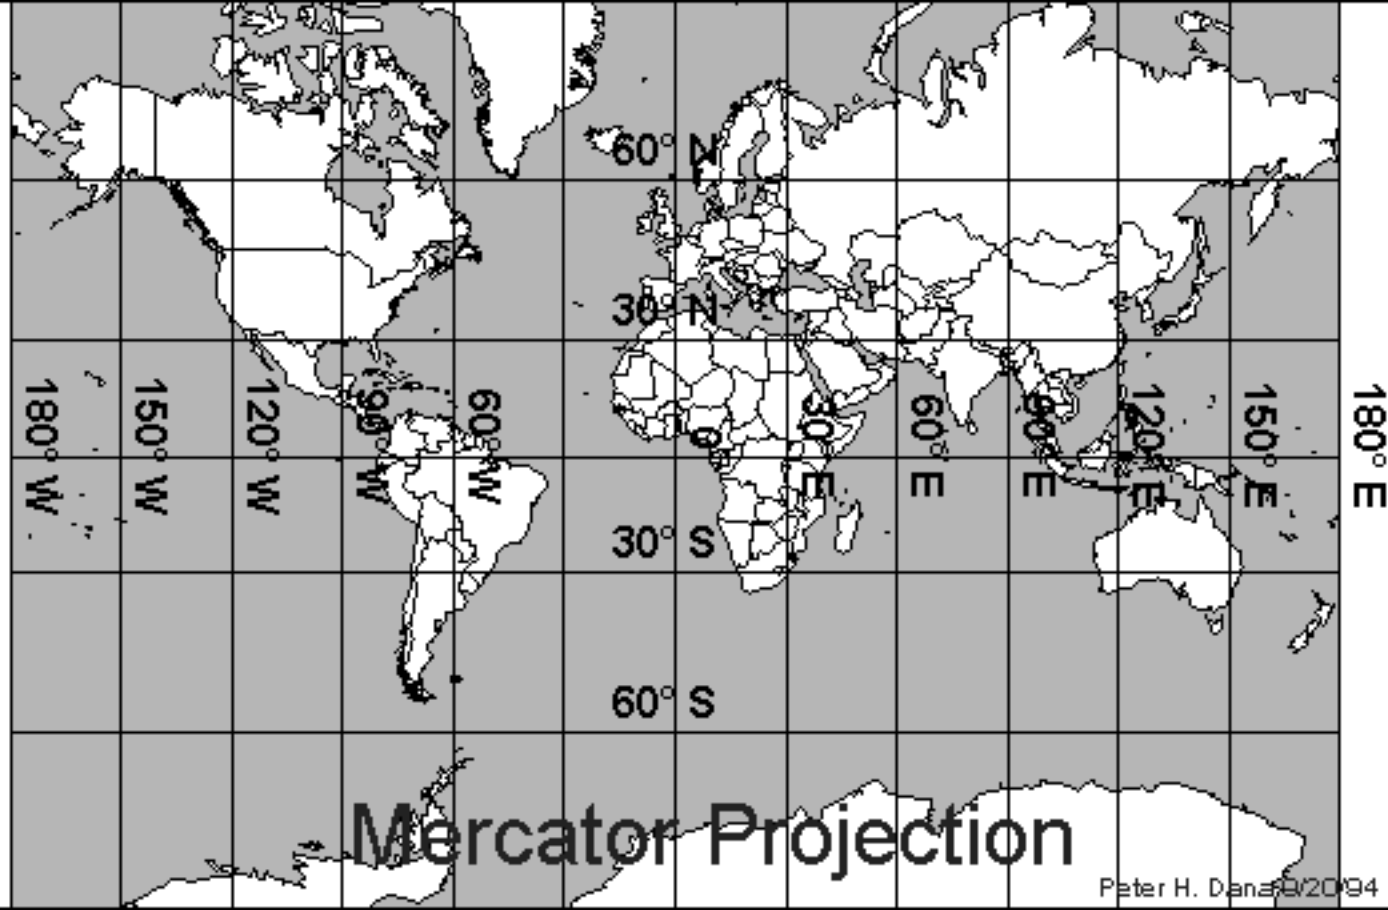 60° N
30° N
180° W
150° W
120° W
90° W
60° W
0°
30° E
60° E
90° E
120° E
150° E
180° E
30° S
60° S
Mercator Projection
Peter H. Dana 9/20/94